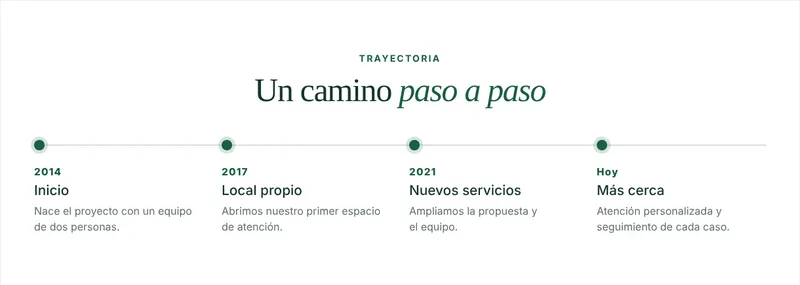 TRAYECTORIA
Un camino paso a paso
2014
Inicio
Nace el proyecto con un equipo
de dos personas.
2017
Local propio
Abrimos nuestro primer espacio
de atención.
2021
Nuevos servicios
Ampliamos la propuesta y
el equipo.
Hoy
Más cerca
Atención personalizada y
seguimiento de cada caso.